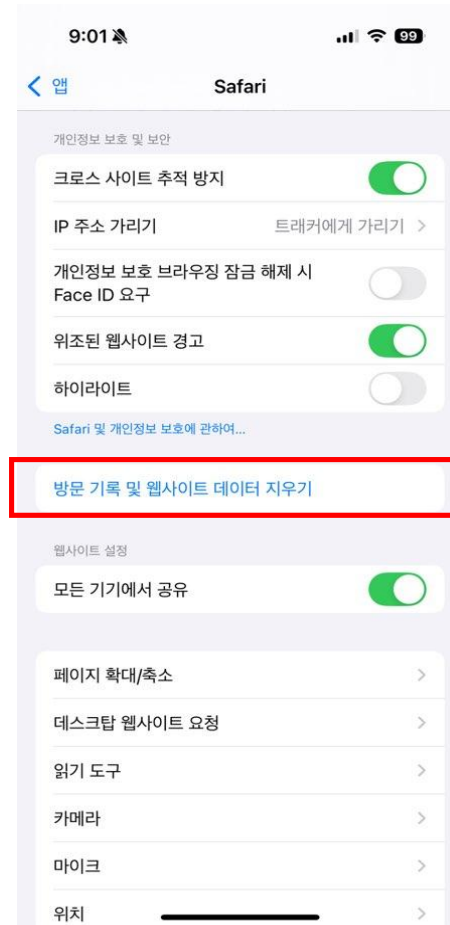 9:01
99
앱
Safari
개인정보 보호 및 보안
크로스 사이트 추적 방지
IP 주소 가리기
트래커에게 가리기
개인정보 보호 브라우징 잠금 해제 시
Face ID 요구
위조된 웹사이트 경고
하이라이트
Safari 및 개인정보 보호에 관하여...
방문 기록 및 웹사이트 데이터 지우기
웹사이트 설정
모든 기기에서 공유
페이지 확대/축소
데스크탑 웹사이트 요청
읽기 도구
카메라
마이크
위치